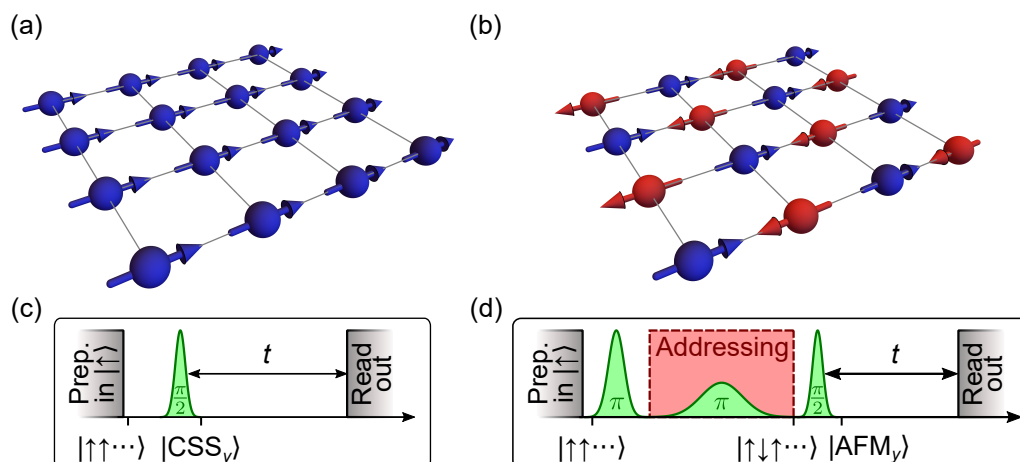 (a)
(b)
(c)
Prep.
in |↑⟩
π/2
t
Read
out
|↑↑⋯⟩
|CSS_y⟩
(d)
Prep.
in |↑⟩
π
Addressing
π
π/2
t
Read
out
|↑↑⋯⟩
|↑↓↑⋯⟩
|AFM_y⟩